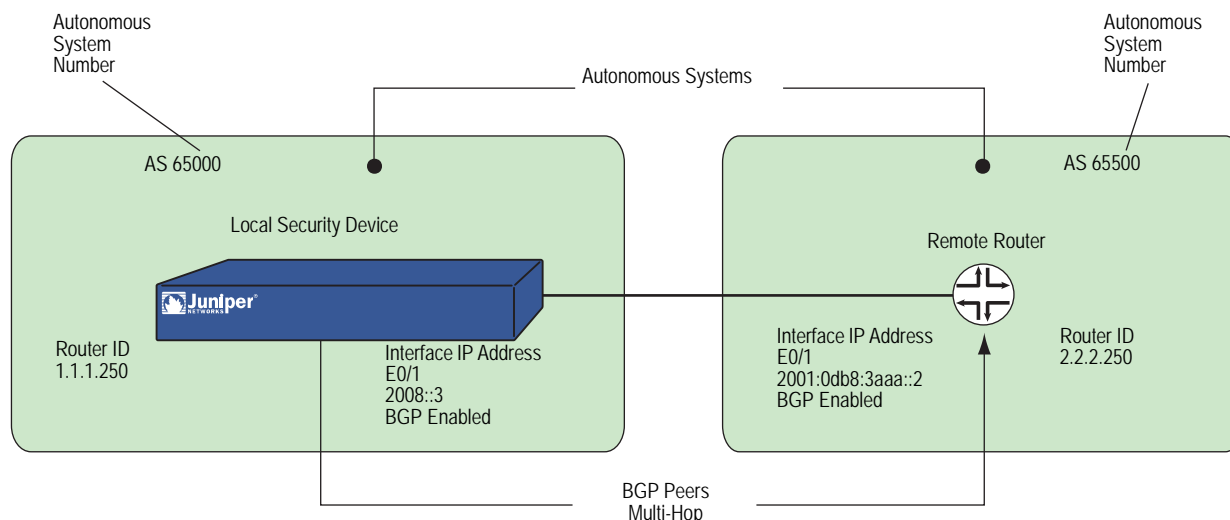 Autonomous
System
Number
Autonomous
System
Number
Autonomous Systems
AS 65000
AS 65500
Local Security Device
Remote Router
Juniper®
NETWORKS
Router ID
1.1.1.250
Interface IP Address
E0/1
2008::3
BGP Enabled
Interface IP Address
E0/1
2001:0db8:3aaa::2
BGP Enabled
Router ID
2.2.2.250
BGP Peers
Multi-Hop